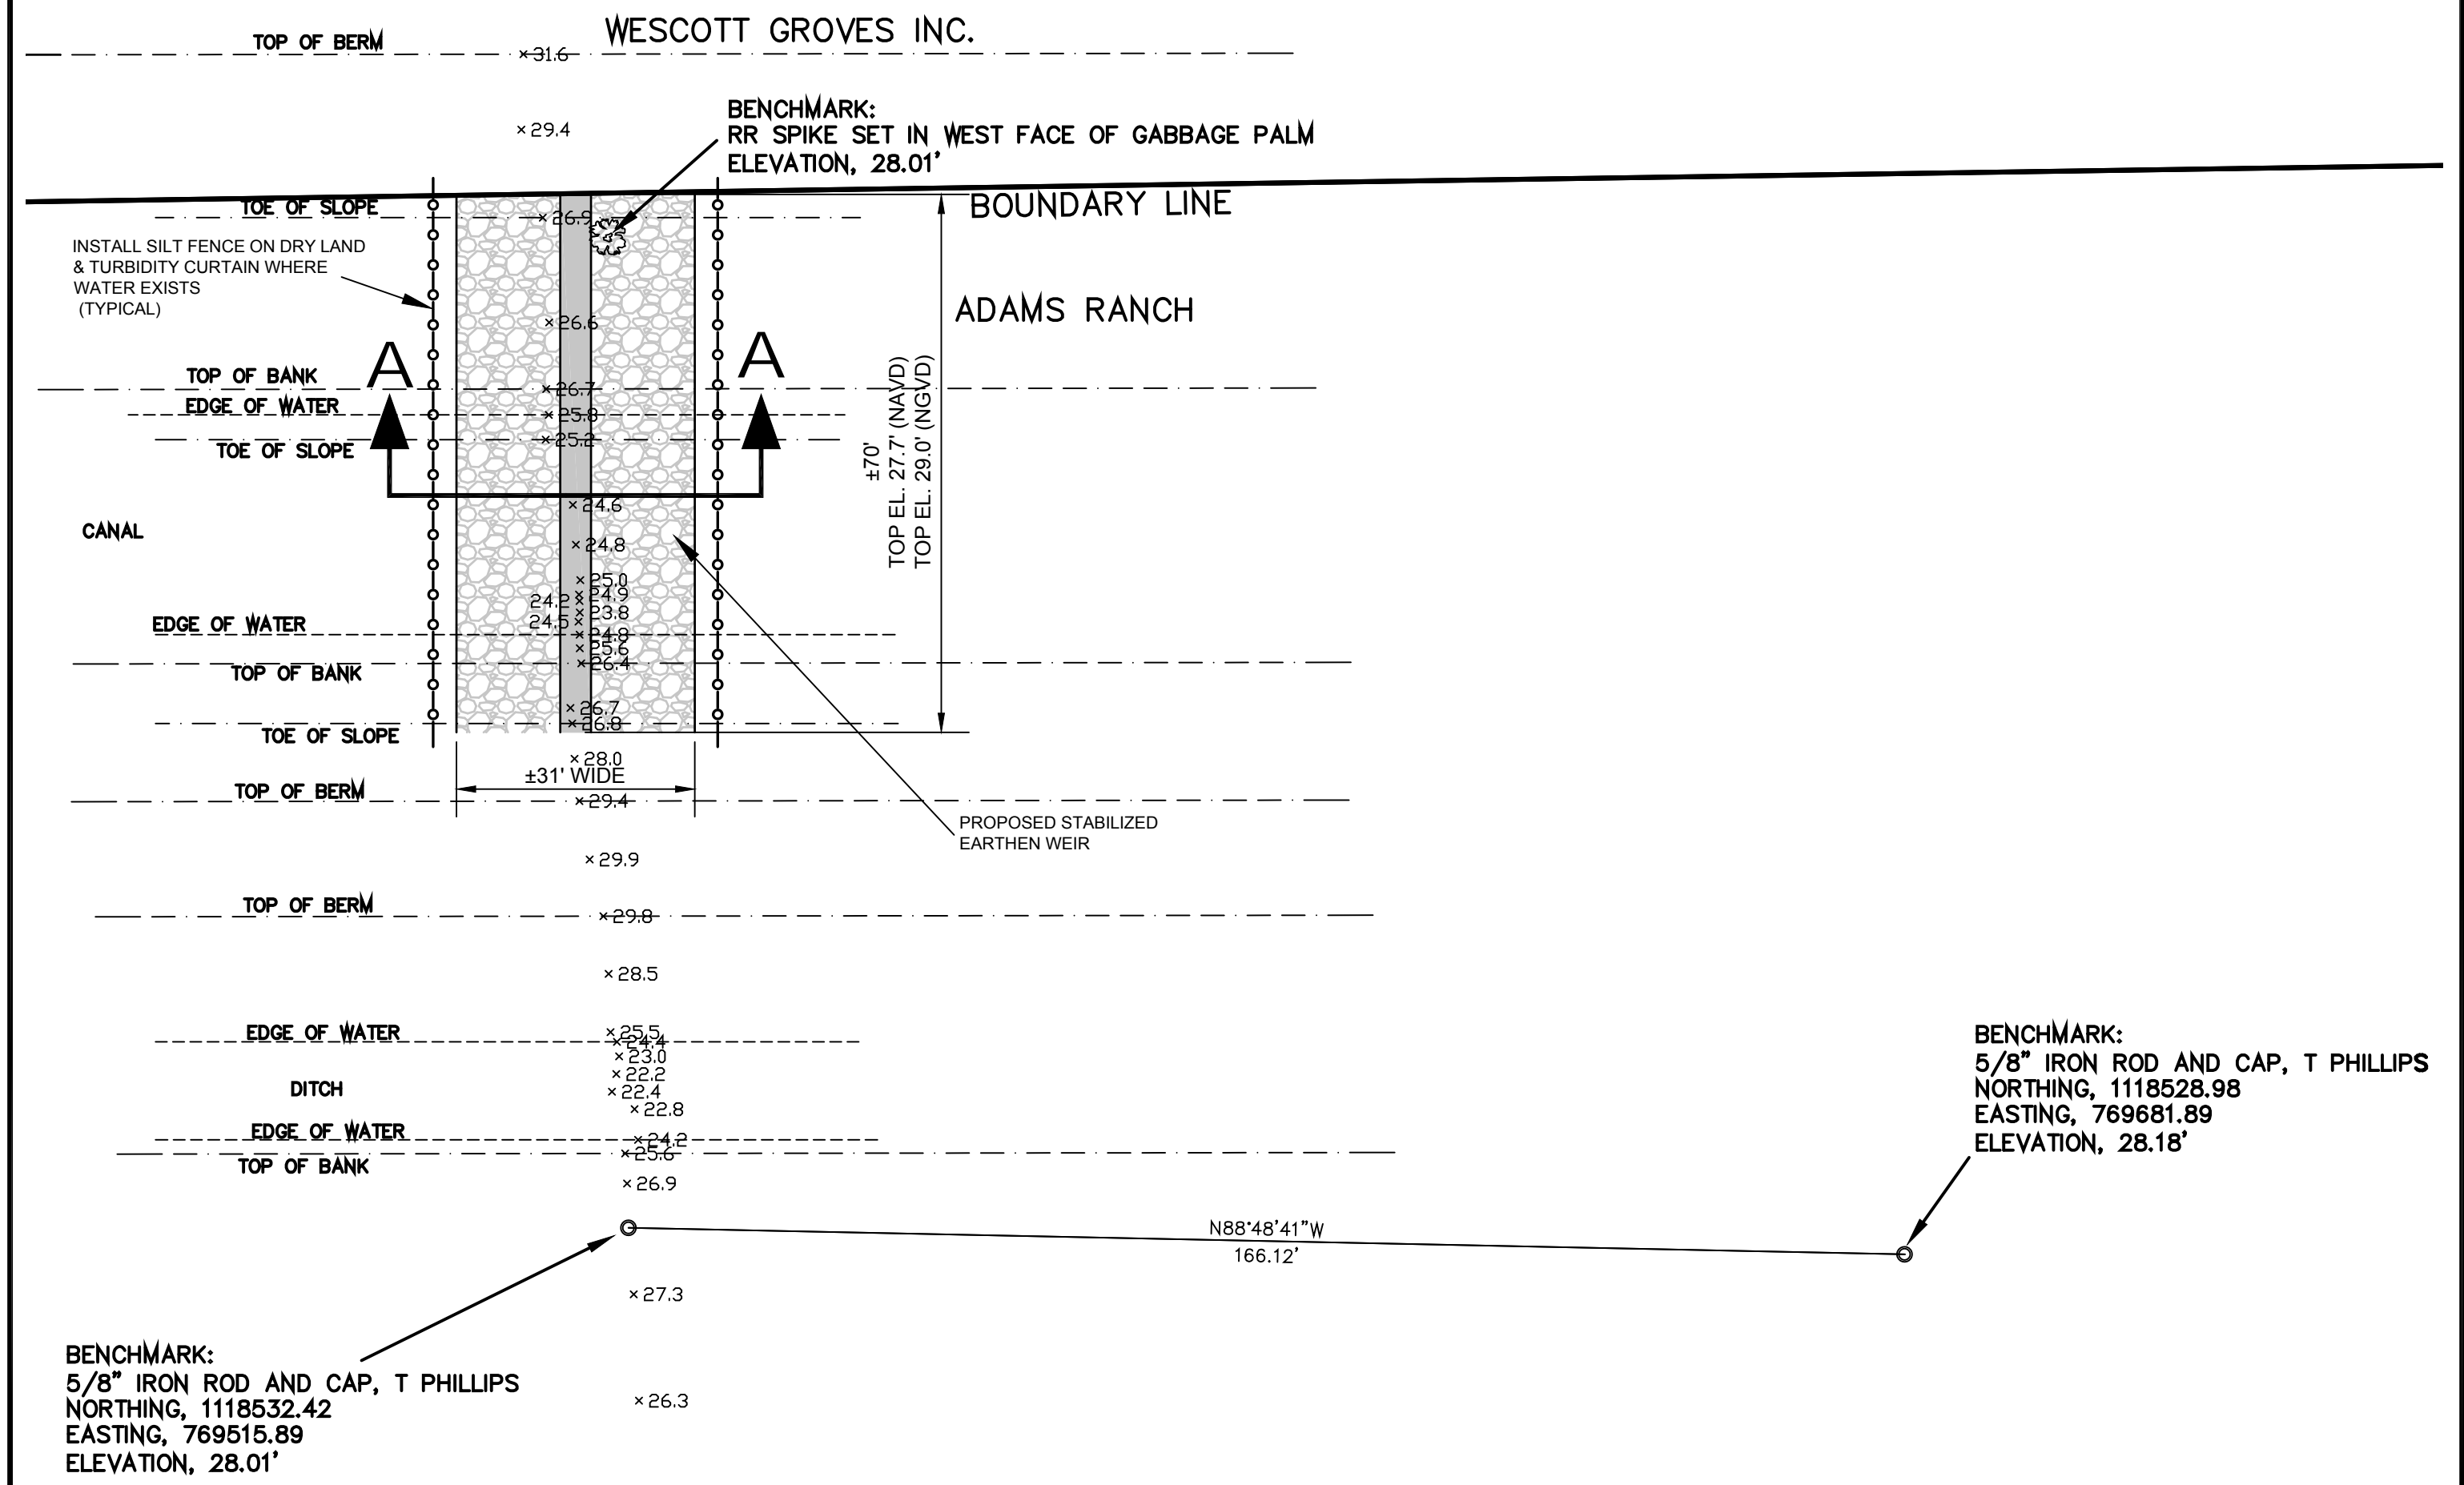 WESCOTT GROVES INC.
TOP OF BERM
×31.6
×29.4
BENCHMARK:
RR SPIKE SET IN WEST FACE OF GABBAGE PALM
ELEVATION, 28.01'
BOUNDARY LINE
TOE OF SLOPE
×26.9
INSTALL SILT FENCE ON DRY LAND
& TURBIDITY CURTAIN WHERE
WATER EXISTS
(TYPICAL)
ADAMS RANCH
×26.6
A
A
TOP OF BANK
×26.7
EDGE OF WATER
×25.8
TOE OF SLOPE
×25.2
±70'
TOP EL. 27.7' (NAVD)
TOP EL. 29.0' (NGVD)
×24.6
CANAL
×24.8
×25.0
×24.9
24.2×
×23.8
24.5×
EDGE OF WATER
×24.8
×25.6
×26.4
TOP OF BANK
×26.7
×26.8
TOE OF SLOPE
×28.0
±31' WIDE
TOP OF BERM
×29.4
PROPOSED STABILIZED
EARTHEN WEIR
×29.9
TOP OF BERM
×29.8
×28.5
EDGE OF WATER
×25.5
×24.4
×23.0
×22.2
DITCH
×22.4
×22.8
EDGE OF WATER
×24.2
×25.6
TOP OF BANK
×26.9
BENCHMARK:
5/8" IRON ROD AND CAP, T PHILLIPS
NORTHING, 1118528.98
EASTING, 769681.89
ELEVATION, 28.18'
N88°48'41"W
166.12'
×27.3
BENCHMARK:
5/8" IRON ROD AND CAP, T PHILLIPS
NORTHING, 1118532.42
EASTING, 769515.89
ELEVATION, 28.01'
×26.3